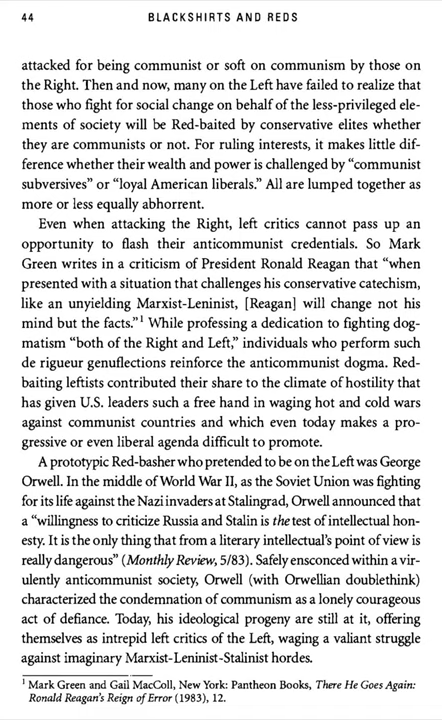 44 BLACKSHIRTS AND REDS
attacked for being communist or soft on communism by those on
the Right. Then and now, many on the Left have failed to realize that
those who fight for social change on behalf of the less-privileged ele-
ments of society will be Red-baited by conservative elites whether
they are communists or not. For ruling interests, it makes little dif-
ference whether their wealth and power is challenged by “communist
subversives” or “loyal American liberals.” All are lumped together as
more or less equally abhorrent.
Even when attacking the Right, left critics cannot pass up an
opportunity to flash their anticommunist credentials. So Mark
Green writes in a criticism of President Ronald Reagan that “when
presented with a situation that challenges his conservative catechism,
like an unyielding Marxist-Leninist, [Reagan] will change not his
mind but the facts.”¹ While professing a dedication to fighting dog-
matism “both of the Right and Left,” individuals who perform such
de rigueur genuflections reinforce the anticommunist dogma. Red-
baiting leftists contributed their share to the climate of hostility that
has given U.S. leaders such a free hand in waging hot and cold wars
against communist countries and which even today makes a pro-
gressive or even liberal agenda difficult to promote.
A prototypic Red-basher who pretended to be on the Left was George
Orwell. In the middle of World War II, as the Soviet Union was fighting
for its life against the Nazi invaders at Stalingrad, Orwell announced that
a “willingness to criticize Russia and Stalin is the test of intellectual hon-
esty. It is the only thing that from a literary intellectual’s point of view is
really dangerous” (Monthly Review, 5/83). Safely ensconced within a vir-
ulently anticommunist society, Orwell (with Orwellian doublethink)
characterized the condemnation of communism as a lonely courageous
act of defiance. Today, his ideological progeny are still at it, offering
themselves as intrepid left critics of the Left, waging a valiant struggle
against imaginary Marxist-Leninist-Stalinist hordes.
¹ Mark Green and Gail MacColl, New York: Pantheon Books, There He Goes Again:
Ronald Reagan’s Reign of Error (1983), 12.